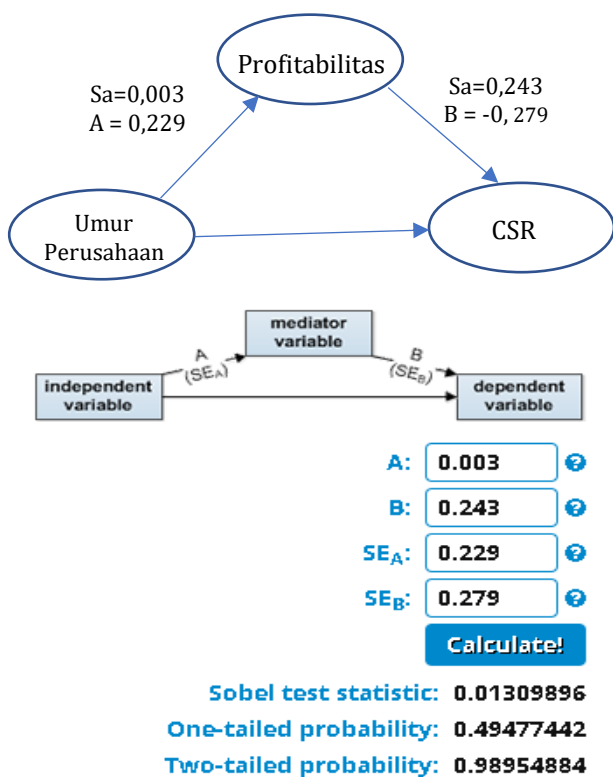 Profitabilitas
Sa=0,003
A = 0,229
Sa=0,243
B = -0, 279
Umur
Perusahaan
CSR
mediator
variable
A
(SEA)
B
(SEB)
independent
variable
dependent
variable
A: 0.003 ?
B: 0.243 ?
SEA: 0.229 ?
SEB: 0.279 ?
Calculate!
Sobel test statistic: 0.01309896
One-tailed probability: 0.49477442
Two-tailed probability: 0.98954884